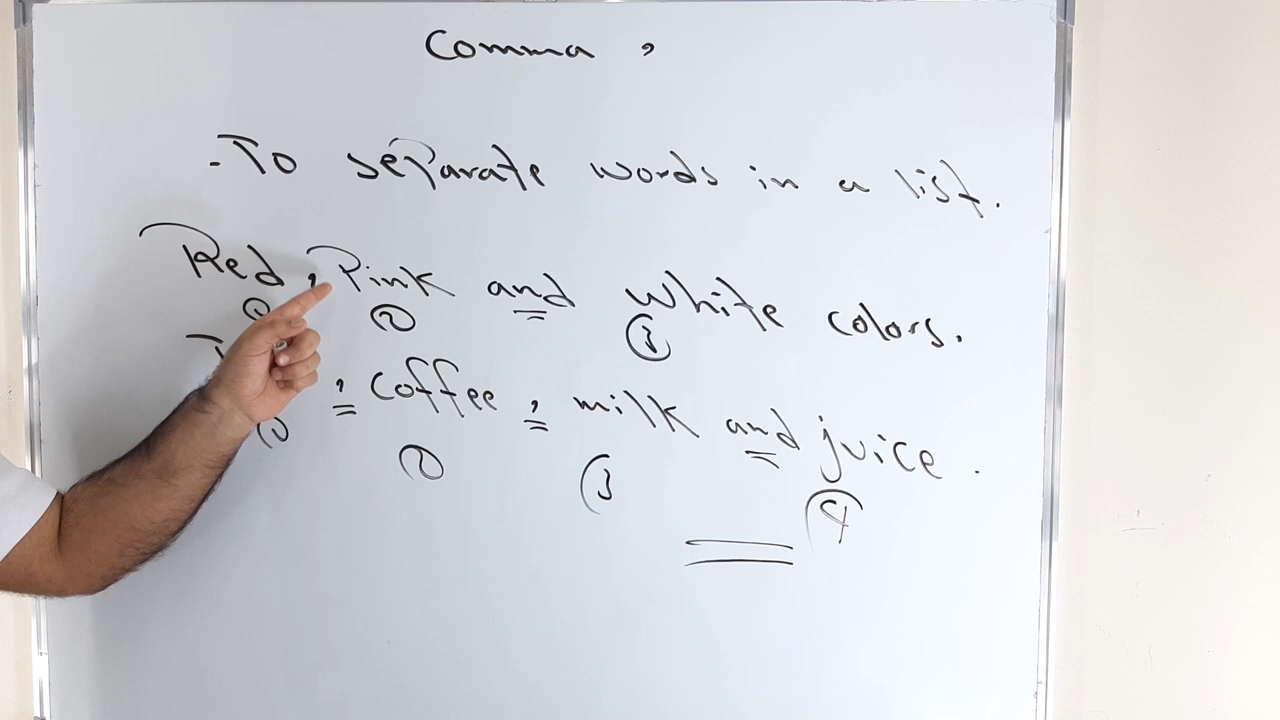 Comma ,
-To separate words in a list.
Red, Pink and white colors.
① ② ③
, coffee, milk and juice.
① ② ③ ④